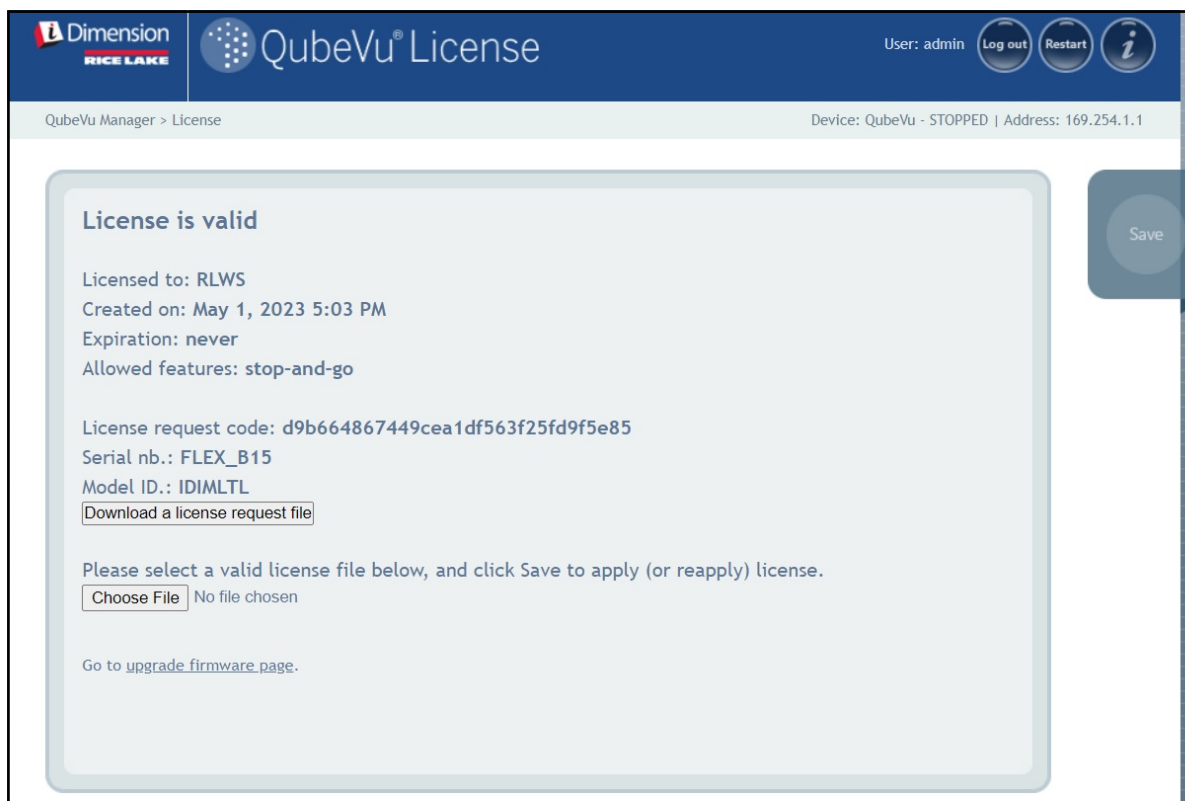 iDimension
RICE LAKE
QubeVu® License
User: admin
Log out
Restart
i
QubeVu Manager > License
Device: QubeVu - STOPPED | Address: 169.254.1.1
License is valid
Save
Licensed to: RLWS
Created on: May 1, 2023 5:03 PM
Expiration: never
Allowed features: stop-and-go
License request code: d9b664867449cea1df563f25fd9f5e85
Serial nb.: FLEX_B15
Model ID.: IDIMLTL
Download a license request file
Please select a valid license file below, and click Save to apply (or reapply) license.
Choose File No file chosen
Go to upgrade firmware page.